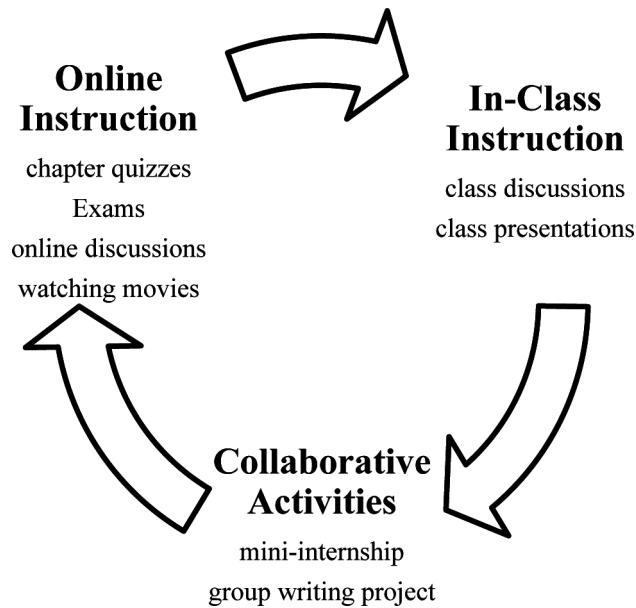 Online
Instruction
chapter quizzes
Exams
online discussions
watching movies
In-Class
Instruction
class discussions
class presentations
Collaborative
Activities
mini-internship
group writing project